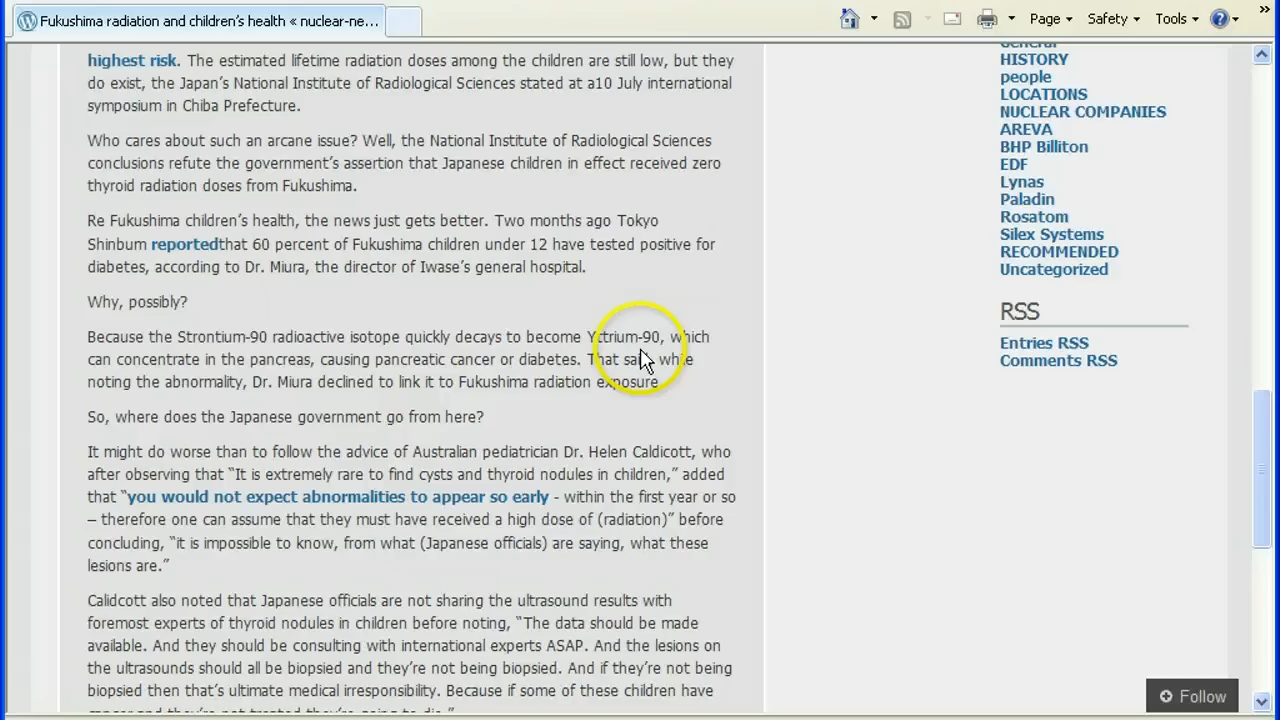 Fukushima radiation and children's health « nuclear-ne...
Page
Safety
Tools
highest risk. The estimated lifetime radiation doses among the children are still low, but they
do exist, the Japan's National Institute of Radiological Sciences stated at a10 July international
symposium in Chiba Prefecture.
Who cares about such an arcane issue? Well, the National Institute of Radiological Sciences
conclusions refute the government's assertion that Japanese children in effect received zero
thyroid radiation doses from Fukushima.
Re Fukushima children's health, the news just gets better. Two months ago Tokyo
Shinbum reportedthat 60 percent of Fukushima children under 12 have tested positive for
diabetes, according to Dr. Miura, the director of Iwase's general hospital.
Why, possibly?
Because the Strontium-90 radioactive isotope quickly decays to become Yttrium-90, which
can concentrate in the pancreas, causing pancreatic cancer or diabetes. That said, while
noting the abnormality, Dr. Miura declined to link it to Fukushima radiation exposure
So, where does the Japanese government go from here?
It might do worse than to follow the advice of Australian pediatrician Dr. Helen Caldicott, who
after observing that “It is extremely rare to find cysts and thyroid nodules in children,” added
that “you would not expect abnormalities to appear so early - within the first year or so
– therefore one can assume that they must have received a high dose of (radiation)” before
concluding, “it is impossible to know, from what (Japanese officials) are saying, what these
lesions are.”
Calidcott also noted that Japanese officials are not sharing the ultrasound results with
foremost experts of thyroid nodules in children before noting, “The data should be made
available. And they should be consulting with international experts ASAP. And the lesions on
the ultrasounds should all be biopsied and they're not being biopsied. And if they're not being
biopsied then that's ultimate medical irresponsibility. Because if some of these children have
cancer and they're not treated they're going to die.”
General
HISTORY
people
LOCATIONS
NUCLEAR COMPANIES
AREVA
BHP Billiton
EDF
Lynas
Paladin
Rosatom
Silex Systems
RECOMMENDED
Uncategorized
RSS
Entries RSS
Comments RSS
Follow